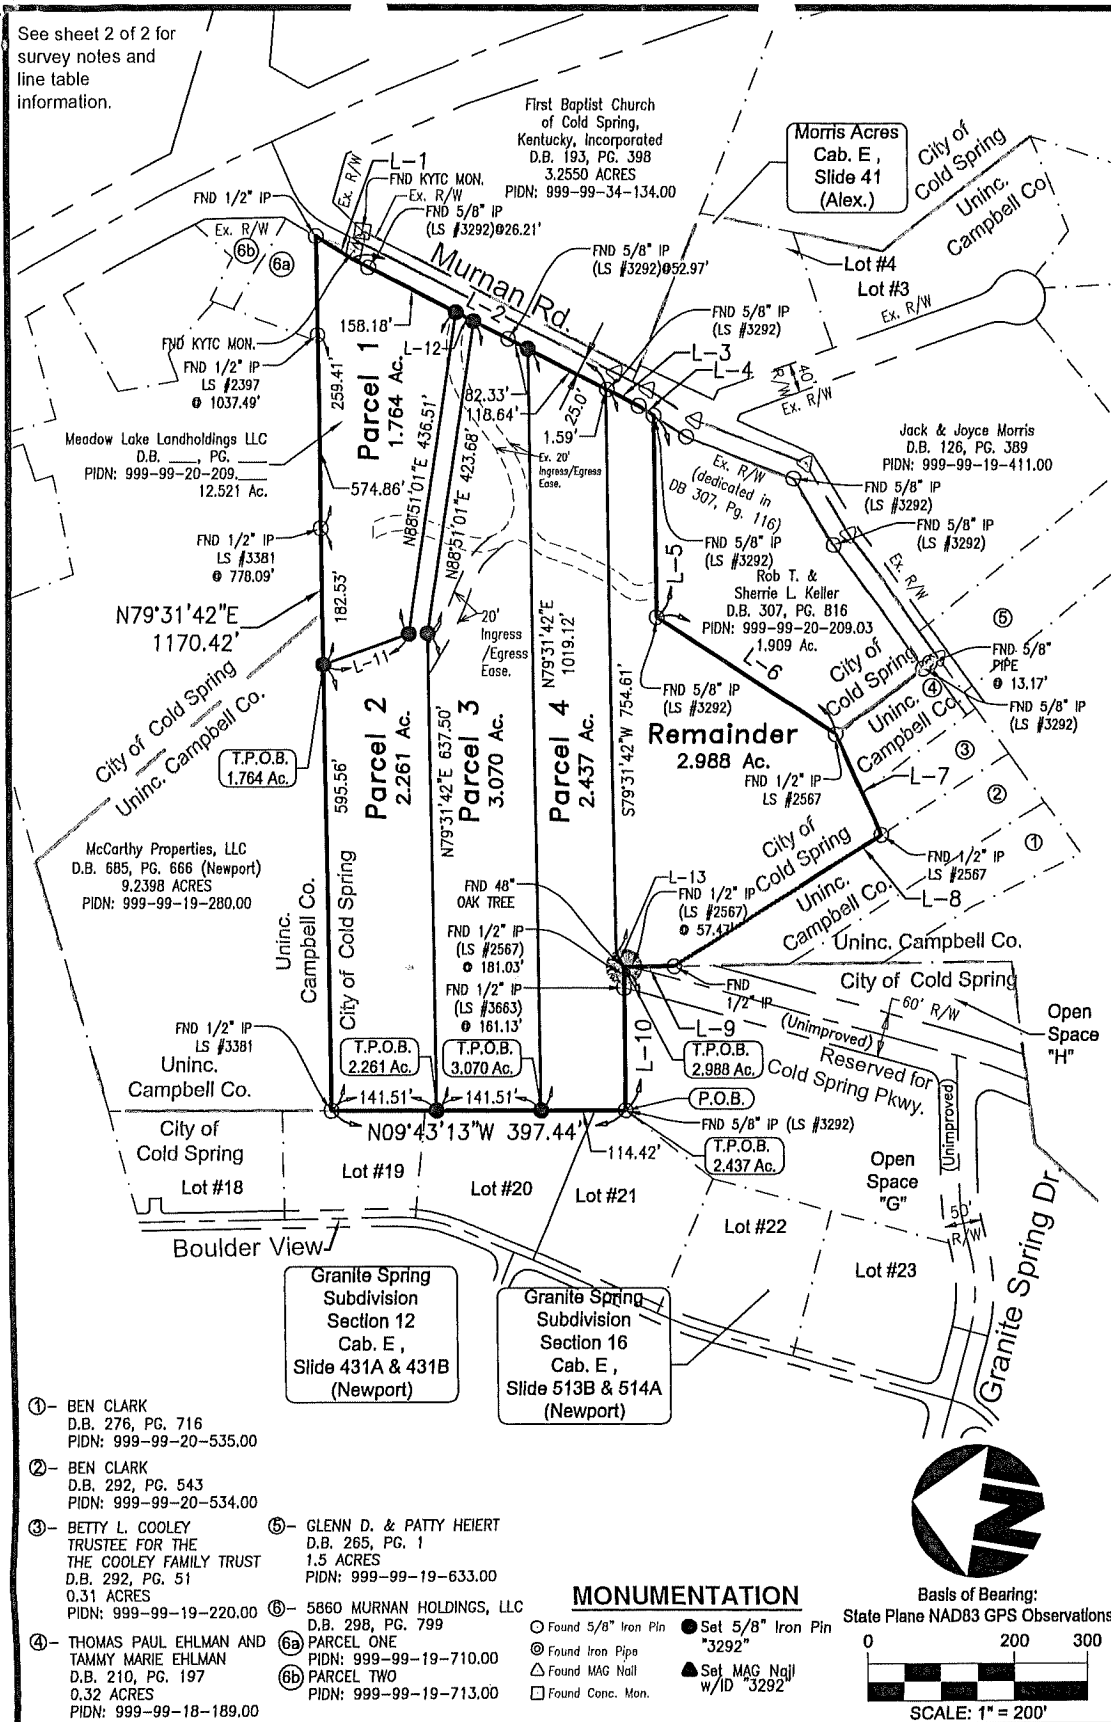 See sheet 2 of 2 for
survey notes and
line table
information.
First Baptist Church
of Cold Spring,
Kentucky, Incorporated
D.B. 193, PG. 398
3.2550 ACRES
PIDN: 999-99-34-134.00
Morris Acres
Cab. E ,
Slide 41
(Alex.)
City of
Cold Spring
Uninc.
Campbell Co.
Lot #4
Lot #3
Ex. R/W
L-1
FND KYTC MON.
Ex. R/W
FND 5/8" IP
(LS #3292)@26.21'
FND 1/2" IP
Ex. R/W
6b
6a
Murnan Rd.
FND 5/8" IP
(LS #3292)@52.97'
FND 5/8" IP
(LS #3292)
L-3
L-4
Ex. R/W
40'
R/W
Ex. R/W
L-2
158.18'
L-12
FND KYTC MON.
FND 1/2" IP
LS #2397
@ 1037.49'
259.41'
Parcel 1
1.764 Ac.
N88°51'01"E 436.51'
N88°51'01"E 423.68'
82.33'
118.64'
25.0'
1.59'
Ex. 20'
Ingress/Egress
Ease.
Meadow Lake Landholdings LLC
D.B. ___, PG. ___
PIDN: 999-99-20-209.___
12.521 Ac.
574.86'
Ex. R/W
(dedicated in
DB 307, Pg. 116)
Jack & Joyce Morris
D.B. 126, PG. 389
PIDN: 999-99-19-411.00
FND 5/8" IP
(LS #3292)
FND 5/8" IP
(LS #3292)
Ex. R/W
FND 1/2" IP
LS #3381
@ 778.09'
FND 5/8" IP
(LS #3292)
L-5
Rob T. &
Sherrie L. Keller
D.B. 307, PG. 816
PIDN: 999-99-20-209.03
1.909 Ac.
N79°31'42"E
1170.42'
182.53'
L-11
20'
Ingress
/Egress
Ease.
N79°31'42"E
1019.12'
L-6
City of
Cold Spring
Uninc.
Campbell Co.
5
FND 5/8"
PIPE
@ 13.17'
4
FND 5/8" IP
(LS #3292)
City of Cold Spring
Uninc. Campbell Co.
T.P.O.B.
1.764 Ac.
595.56'
Parcel 2
2.261 Ac.
N79°31'42"E 637.50'
Parcel 3
3.070 Ac.
Parcel 4
2.437 Ac.
S79°31'42"W 754.61'
FND 5/8" IP
(LS #3292)
Remainder
2.988 Ac.
FND 1/2" IP
LS #2567
L-7
3
2
1
McCarthy Properties, LLC
D.B. 685, PG. 666 (Newport)
9.2398 ACRES
PIDN: 999-99-19-280.00
City of
Cold Spring
Uninc.
Campbell Co.
FND 1/2" IP
LS #2567
L-8
FND 48"
OAK TREE
L-13
FND 1/2" IP
(LS #2567)
@ 57.47'
Uninc.
Campbell Co.
City of Cold Spring
FND 1/2" IP
(LS #2567)
@ 181.03'
FND 1/2" IP
(LS #3663)
@ 161.13'
Uninc. Campbell Co.
City of Cold Spring
FND
1/2" IP
60' R/W
Open
Space
"H"
L-9
(Unimproved)
Reserved for
Cold Spring Pkwy.
L-10
FND 1/2" IP
LS #3381
Uninc.
Campbell Co.
T.P.O.B.
2.261 Ac.
T.P.O.B.
3.070 Ac.
T.P.O.B.
2.988 Ac.
P.O.B.
141.51'
141.51'
FND 5/8" IP (LS #3292)
N09°43'13"W 397.44'
114.42'
T.P.O.B.
2.437 Ac.
(Unimproved)
City of
Cold Spring
Lot #18
Lot #19
Lot #20
Lot #21
Open
Space
"G"
50'
R/W
Lot #22
Lot #23
Boulder View
Granite Spring Dr.
Granite Spring
Subdivision
Section 12
Cab. E ,
Slide 431A & 431B
(Newport)
Granite Spring
Subdivision
Section 16
Cab. E ,
Slide 513B & 514A
(Newport)
1- BEN CLARK
D.B. 276, PG. 716
PIDN: 999-99-20-535.00
2- BEN CLARK
D.B. 292, PG. 543
PIDN: 999-99-20-534.00
3- BETTY L. COOLEY
TRUSTEE FOR THE
THE COOLEY FAMILY TRUST
D.B. 292, PG. 51
0.31 ACRES
PIDN: 999-99-19-220.00
4- THOMAS PAUL EHLMAN AND
TAMMY MARIE EHLMAN
D.B. 210, PG. 197
0.32 ACRES
PIDN: 999-99-18-189.00
5- GLENN D. & PATTY HEIERT
D.B. 265, PG. 1
1.5 ACRES
PIDN: 999-99-19-633.00
6- 5860 MURNAN HOLDINGS, LLC
D.B. 298, PG. 799
6a PARCEL ONE
PIDN: 999-99-19-710.00
6b PARCEL TWO
PIDN: 999-99-19-713.00
MONUMENTATION
Found 5/8" Iron Pin
Found Iron Pipe
Found MAG Nail
Found Conc. Mon.
Set 5/8" Iron Pin
"3292"
Set MAG Nail
w/ID "3292"
N
Basis of Bearing:
State Plane NAD83 GPS Observations
0 200 300
SCALE: 1" = 200'